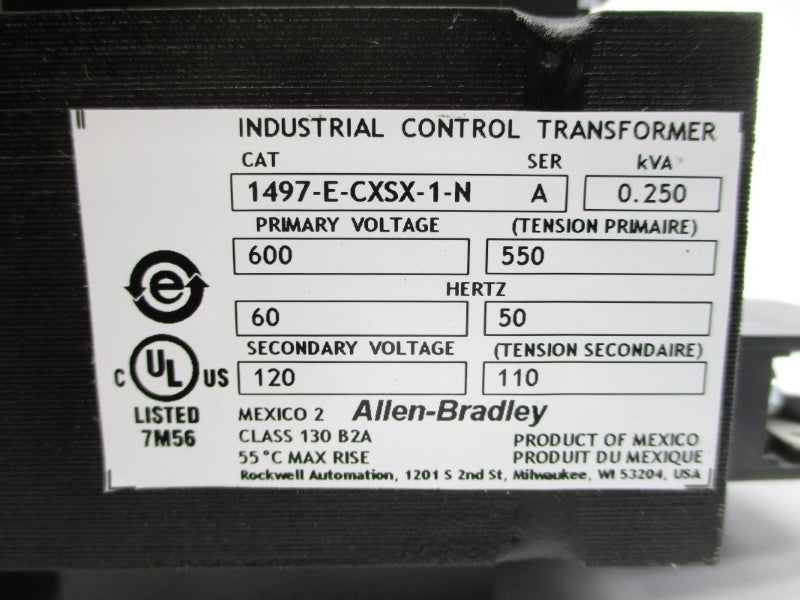 INDUSTRIAL CONTROL TRANSFORMER
CAT SER kVA
1497-E-CXSX-1-N A 0.250
PRIMARY VOLTAGE (TENSION PRIMAIRE)
600 550
HERTZ
60 50
SECONDARY VOLTAGE (TENSION SECONDAIRE)
120 110
e
C UL US
LISTED
7M56
MEXICO 2 Allen-Bradley
CLASS 130 B2A
55°C MAX RISE
PRODUCT OF MEXICO
PRODUIT DU MEXIQUE
Rockwell Automation, 1201 S 2nd St, Milwaukee, WI 53204, USA